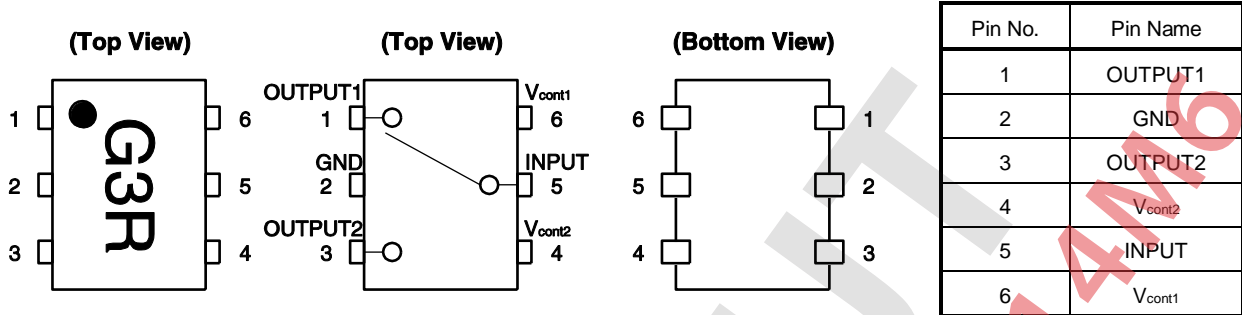 (Top View)
1
2
3
G3R
6
5
4
(Top View)
OUTPUT1
1
GND
2
OUTPUT2
3
Vcont1
6
INPUT
5
Vcont2
4
(Bottom View)
6
5
4
1
2
3
Pin No. Pin Name
1 OUTPUT1
2 GND
3 OUTPUT2
4 Vcont2
5 INPUT
6 Vcont1
UT
14M6